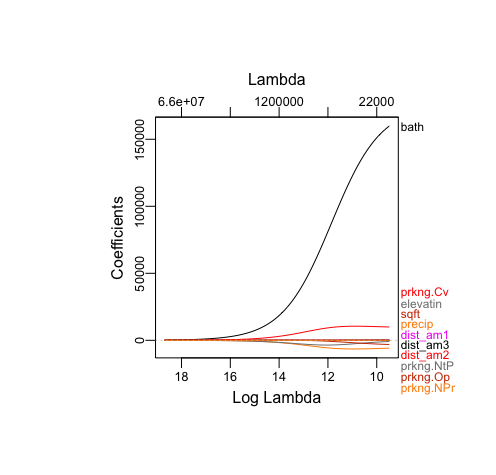 Lambda
6.6e+07 1200000 22000
Coefficients
150000
100000
50000
0
bath
prkng.Cv
elevatin
sqft
precip
dist_am1
dist_am3
dist_am2
prkng.NtP
prkng.Op
prkng.NPr
18 16 14 12 10
Log Lambda